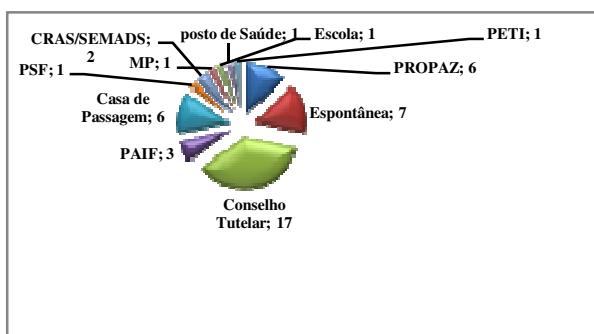 posto de Saúde; 1
Escola; 1
PETI; 1
CRAS/SEMADS;
2
MP; 1
PROPAZ; 6
PSF; 1
Casa de
Passagem; 6
Espontânea; 7
PAIF; 3
Conselho
Tutelar; 17